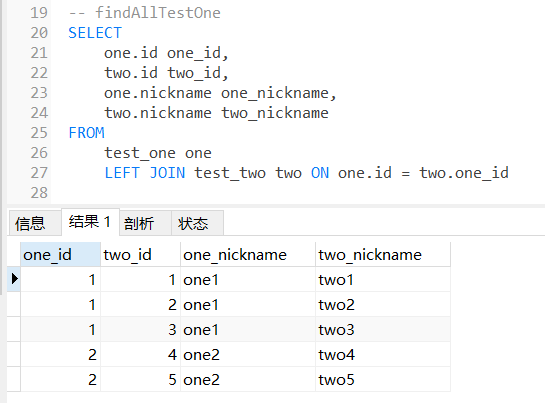 19 -- findAllTestOne
20 SELECT
21 one.id one_id,
22 two.id two_id,
23 one.nickname one_nickname,
24 two.nickname two_nickname
25 FROM
26 test_one one
27 LEFT JOIN test_two two ON one.id = two.one_id
28
信息 结果 1 剖析 状态
one_id two_id one_nickname two_nickname
1 1 one1 two1
1 2 one1 two2
1 3 one1 two3
2 4 one2 two4
2 5 one2 two5